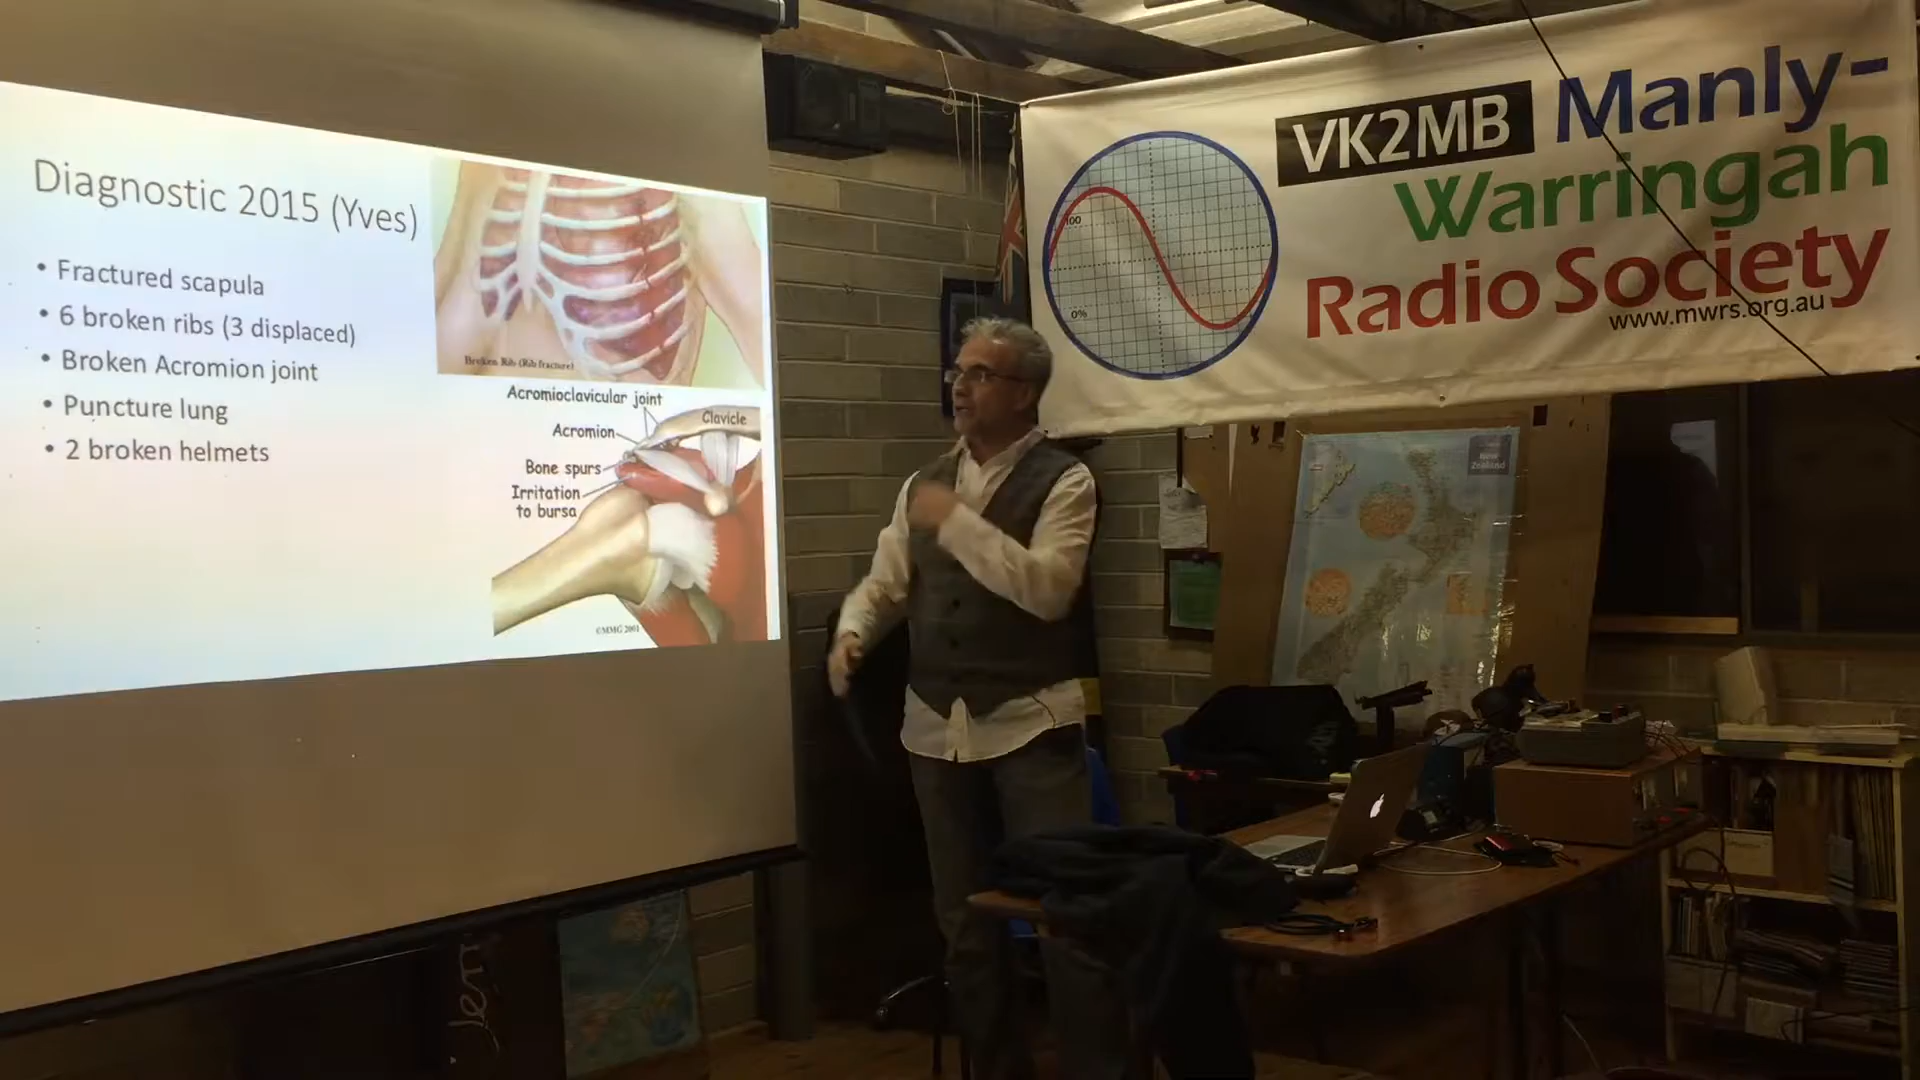 Diagnostic 2015 (Yves)
• Fractured scapula
• 6 broken ribs (3 displaced)
• Broken Acromion joint
• Puncture lung
• 2 broken helmets
Broken Rib (Rib fracture)
Acromioclavicular joint
Clavicle
Acromion
Bone spurs
Irritation
to bursa
©MMG 2001
VK2MB Manly-
Warringah
Radio Society
www.mwrs.org.au
100
0%
New
Zealand